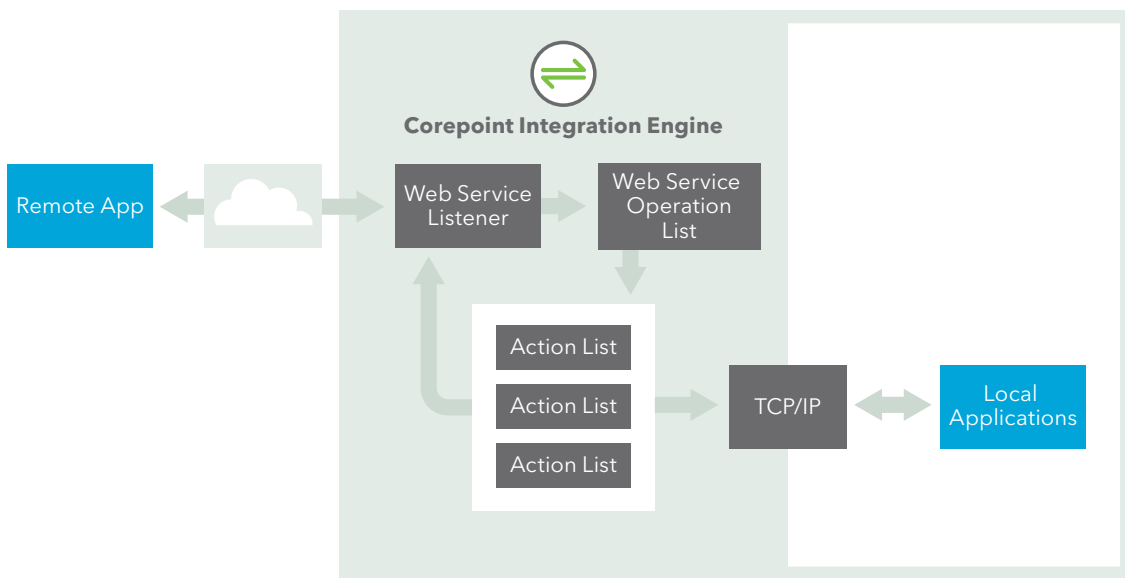 Corepoint Integration Engine
Remote App
Web Service
Listener
Web Service
Operation
List
Action List
Action List
Action List
TCP/IP
Local
Applications